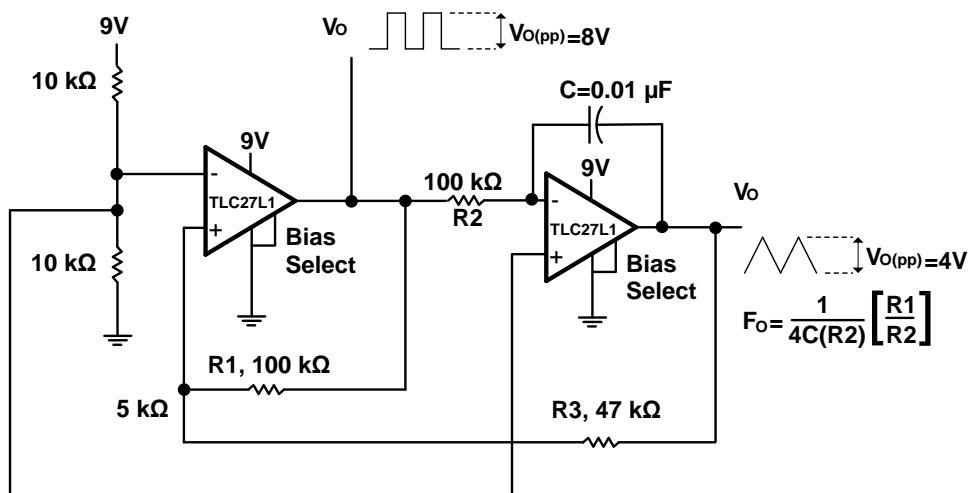 9V
10 kΩ
10 kΩ
9V
-
TLC27L1
+
Bias
Select
VO
VO(pp)=8V
R1, 100 kΩ
5 kΩ
100 kΩ
R2
C=0.01 µF
9V
-
TLC27L1
+
Bias
Select
VO
VO(pp)=4V
FO= 1/4C(R2) [R1/R2]
R3, 47 kΩ